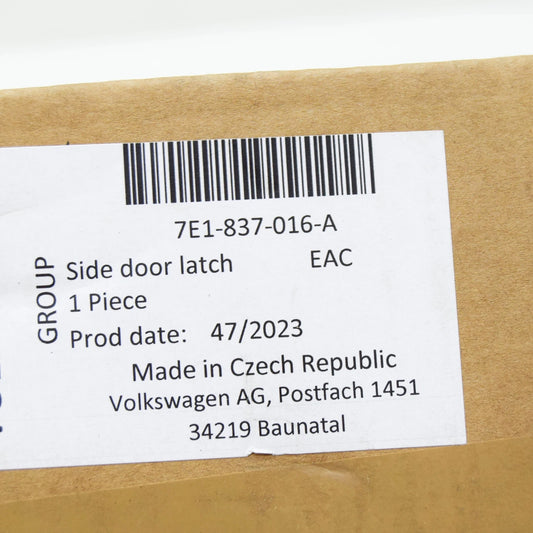 7E1-837-016-A
GROUP
Side door latch EAC
1 Piece
Prod date: 47/2023
Made in Czech Republic
Volkswagen AG, Postfach 1451
34219 Baunatal